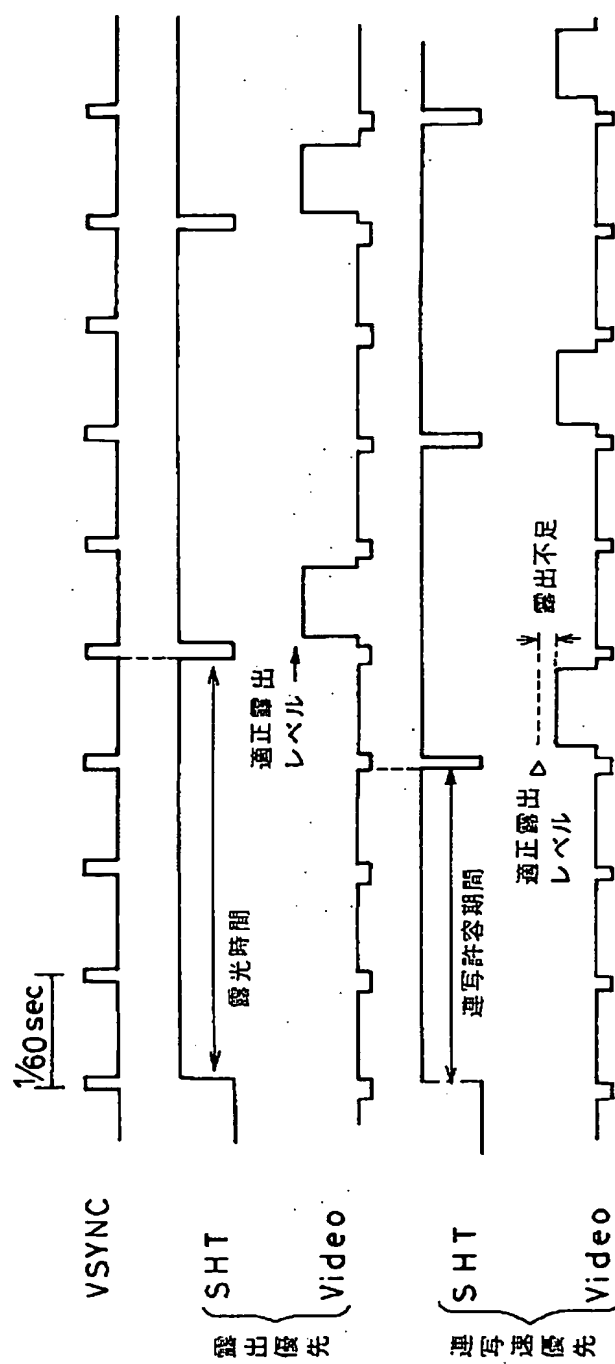 1/60sec
VSYNC
SHT
露光時間
Video
適正露出
レベル
露出優先
SHT
連写許容期間
Video
適正露出
レベル
露出不足
連写速優先